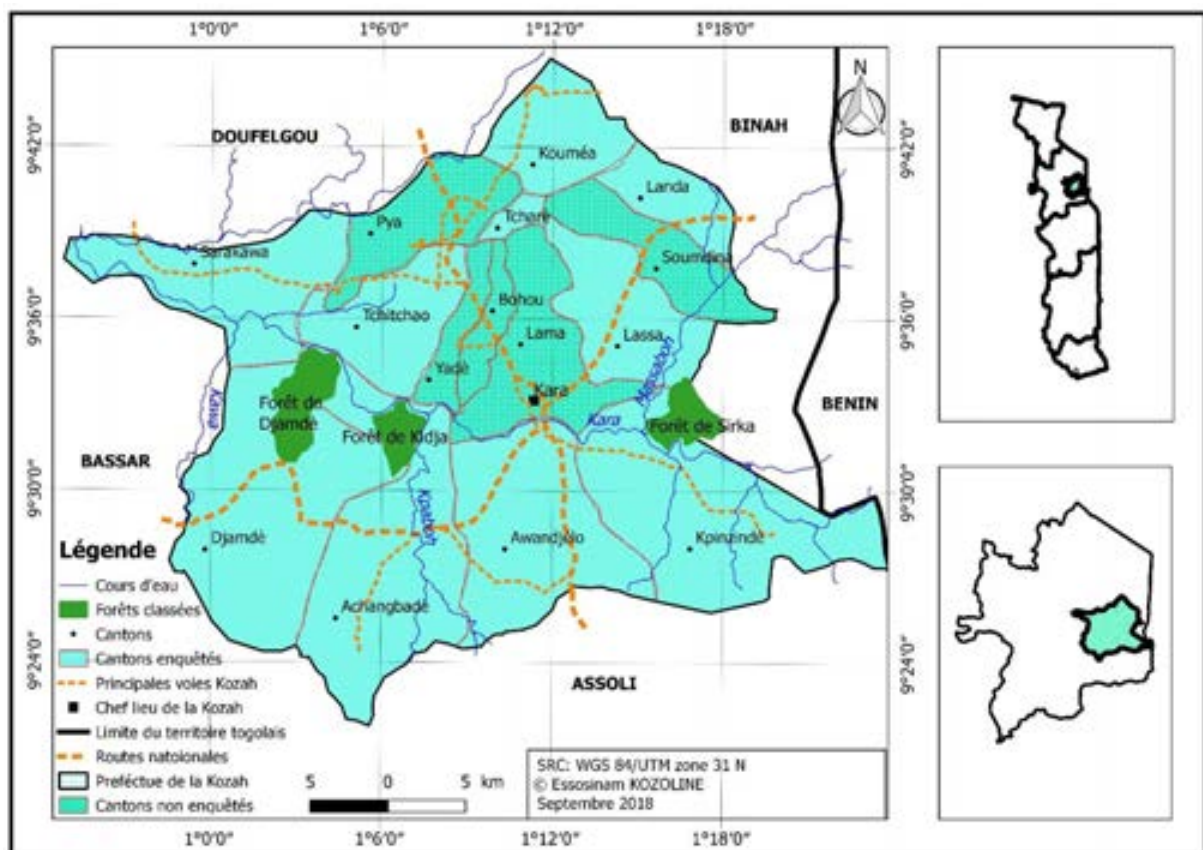 1°0'0"
1°6'0"
1°12'0"
1°18'0"
N
DOUFELGOU
BINAH
9°42'0"
9°42'0"
Kouméa
Landa
Pya
Tcharè
Sarakawa
Soumdina
Bohou
9°36'0"
9°36'0"
Tchitchao
Lama
Lassa
Yadè
Kara
Forêt de
Djamdè
Forêt de Kidja
Kara
Forêt de Sirka
BENIN
BASSAR
9°30'0"
9°30'0"
Kpabon
Djamdè
Awandjélo
Kpinzindè
Achangbadè
9°24'0"
9°24'0"
ASSOLI
Légende
Cours d'eau
Forêts classées
Cantons
Cantons enquêtés
Principales voies Kozah
Chef lieu de la Kozah
Limite du territoire togolais
Routes natoionales
Preféctue de la Kozah
Cantons non enquêtés
5 0 5 km
SRC: WGS 84/UTM zone 31 N
© Essosinam KOZOLINE
Septembre 2018
1°0'0"
1°6'0"
1°12'0"
1°18'0"